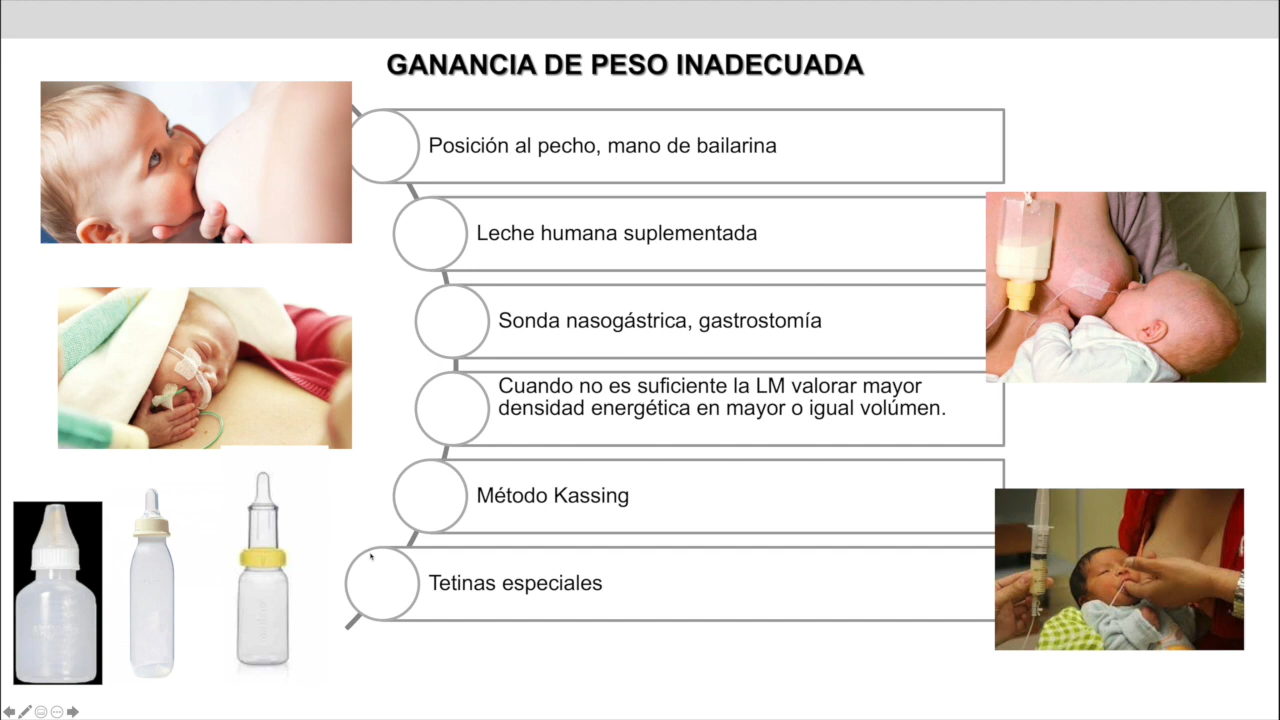 GANANCIA DE PESO INADECUADA
Posición al pecho, mano de bailarina
Leche humana suplementada
Sonda nasogástrica, gastrostomía
Cuando no es suficiente la LM valorar mayor
densidad energética en mayor o igual volúmen.
Método Kassing
Tetinas especiales